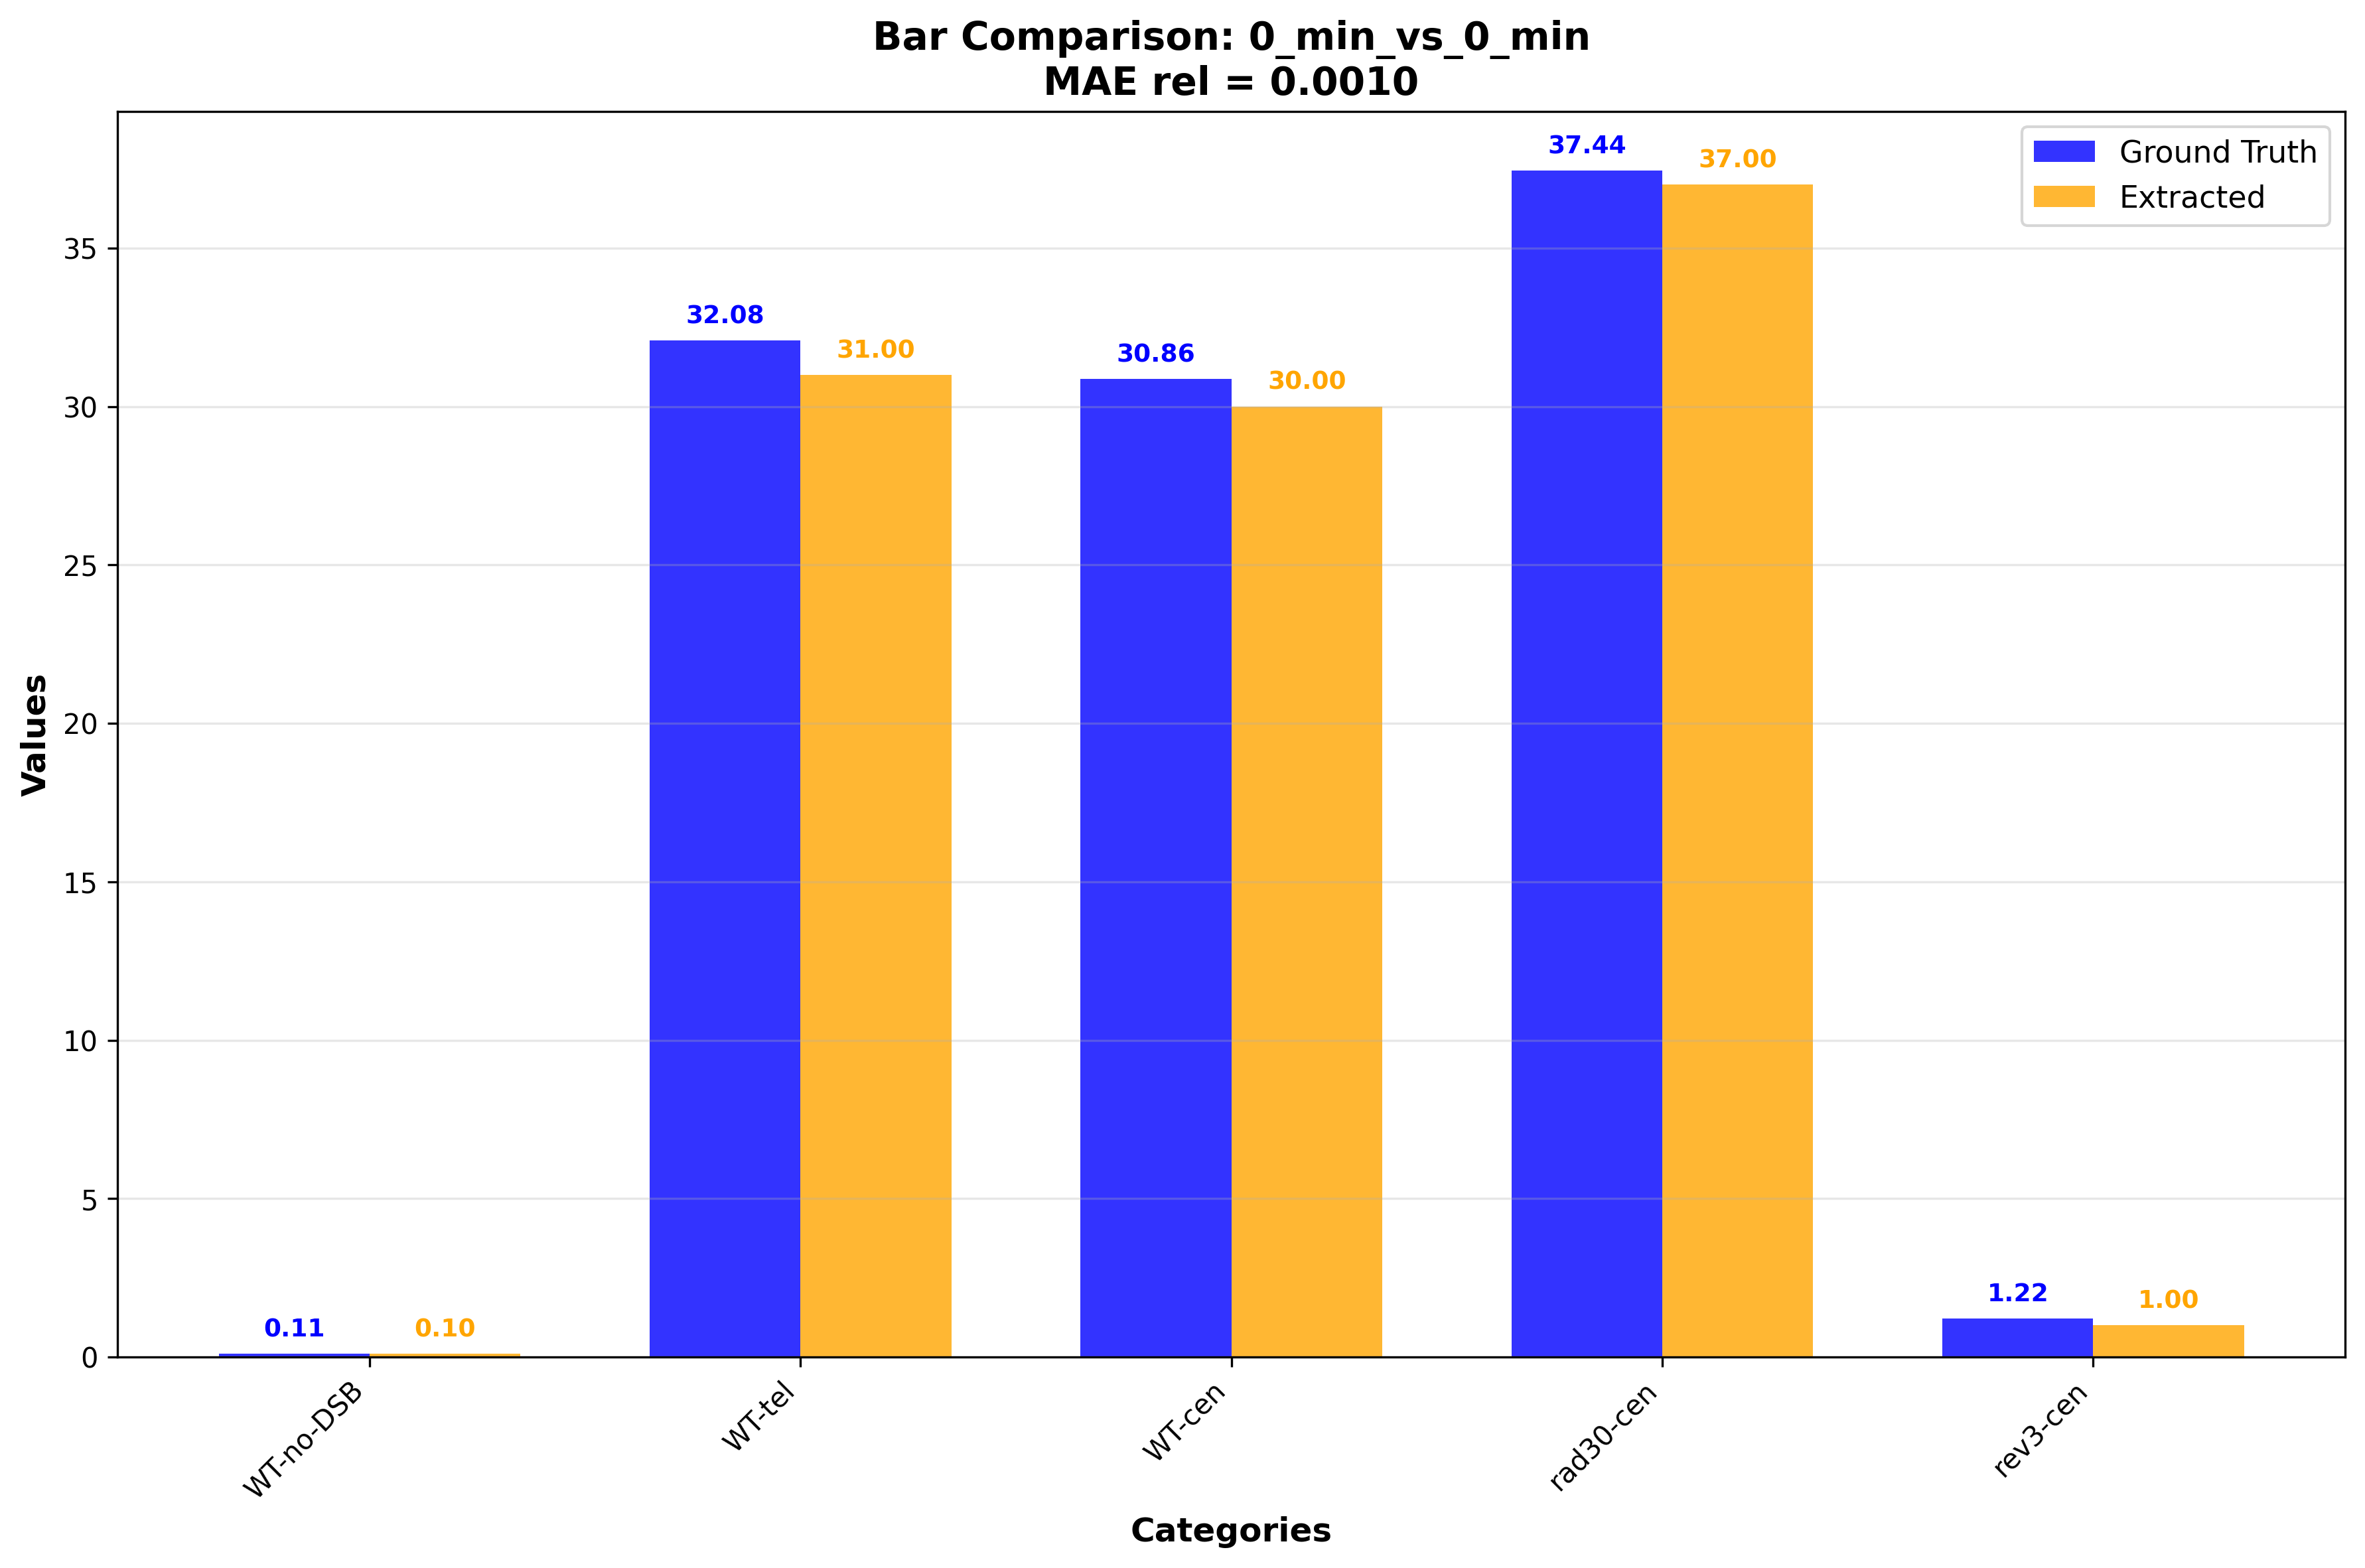 Bar Comparison: 0_min_vs_0_min
MAE rel = 0.0010
Ground Truth
Extracted
Values
35
30
25
20
15
10
5
0
0.11
0.10
32.08
31.00
30.86
30.00
37.44
37.00
1.22
1.00
WT-no-DSB
WT-tel
WT-cen
rad30-cen
rev3-cen
Categories